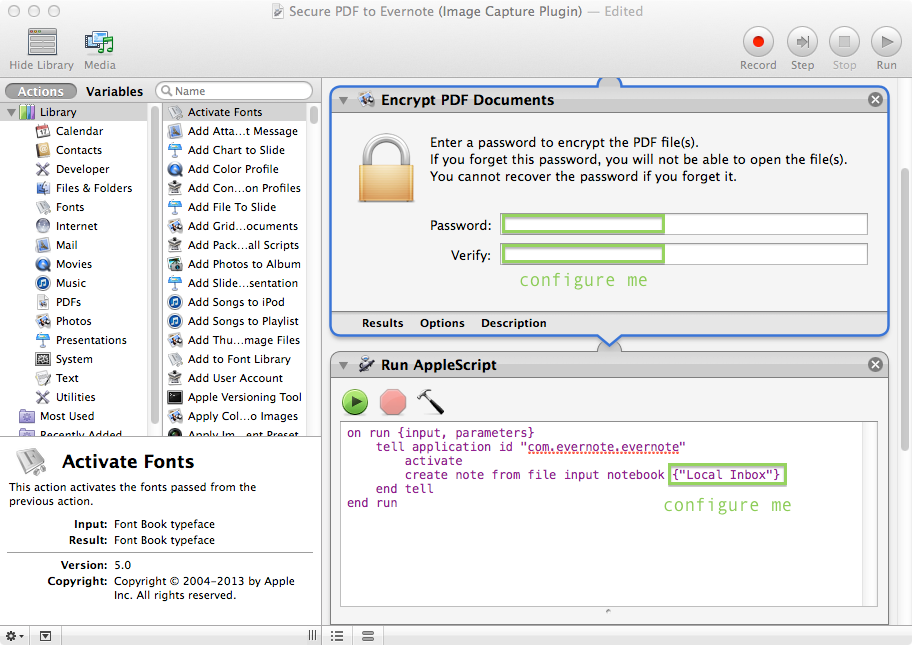 Secure PDF to Evernote (Image Capture Plugin) — Edited
Hide Library
Media
Record
Step
Stop
Run
Actions
Variables
Name
Library
Calendar
Contacts
Developer
Files & Folders
Fonts
Internet
Mail
Movies
Music
PDFs
Photos
Presentations
System
Text
Utilities
Most Used
Recently Added
Activate Fonts
Add Atta...t Message
Add Chart to Slide
Add Color Profile
Add Con...on Profiles
Add File To Slide
Add Grid...ocuments
Add Pack...all Scripts
Add Photos to Album
Add Slide...sentation
Add Songs to iPod
Add Songs to Playlist
Add Thu...mage Files
Add to Font Library
Add User Account
Apple Versioning Tool
Apply Col...o Images
Apply Im...ent Preset
Activate Fonts
This action activates the fonts passed from the
previous action.
Input: Font Book typeface
Result: Font Book typeface
Version: 5.0
Copyright: Copyright © 2004-2013 by Apple
Inc. All rights reserved.
Encrypt PDF Documents
Enter a password to encrypt the PDF file(s).
If you forget this password, you will not be able to open the file(s).
You cannot recover the password if you forget it.
Password:
Verify:
configure me
Results Options Description
Run AppleScript
on run {input, parameters}
tell application id "com.evernote.evernote"
activate
create note from file input notebook {"Local Inbox"}
end tell
end run
configure me